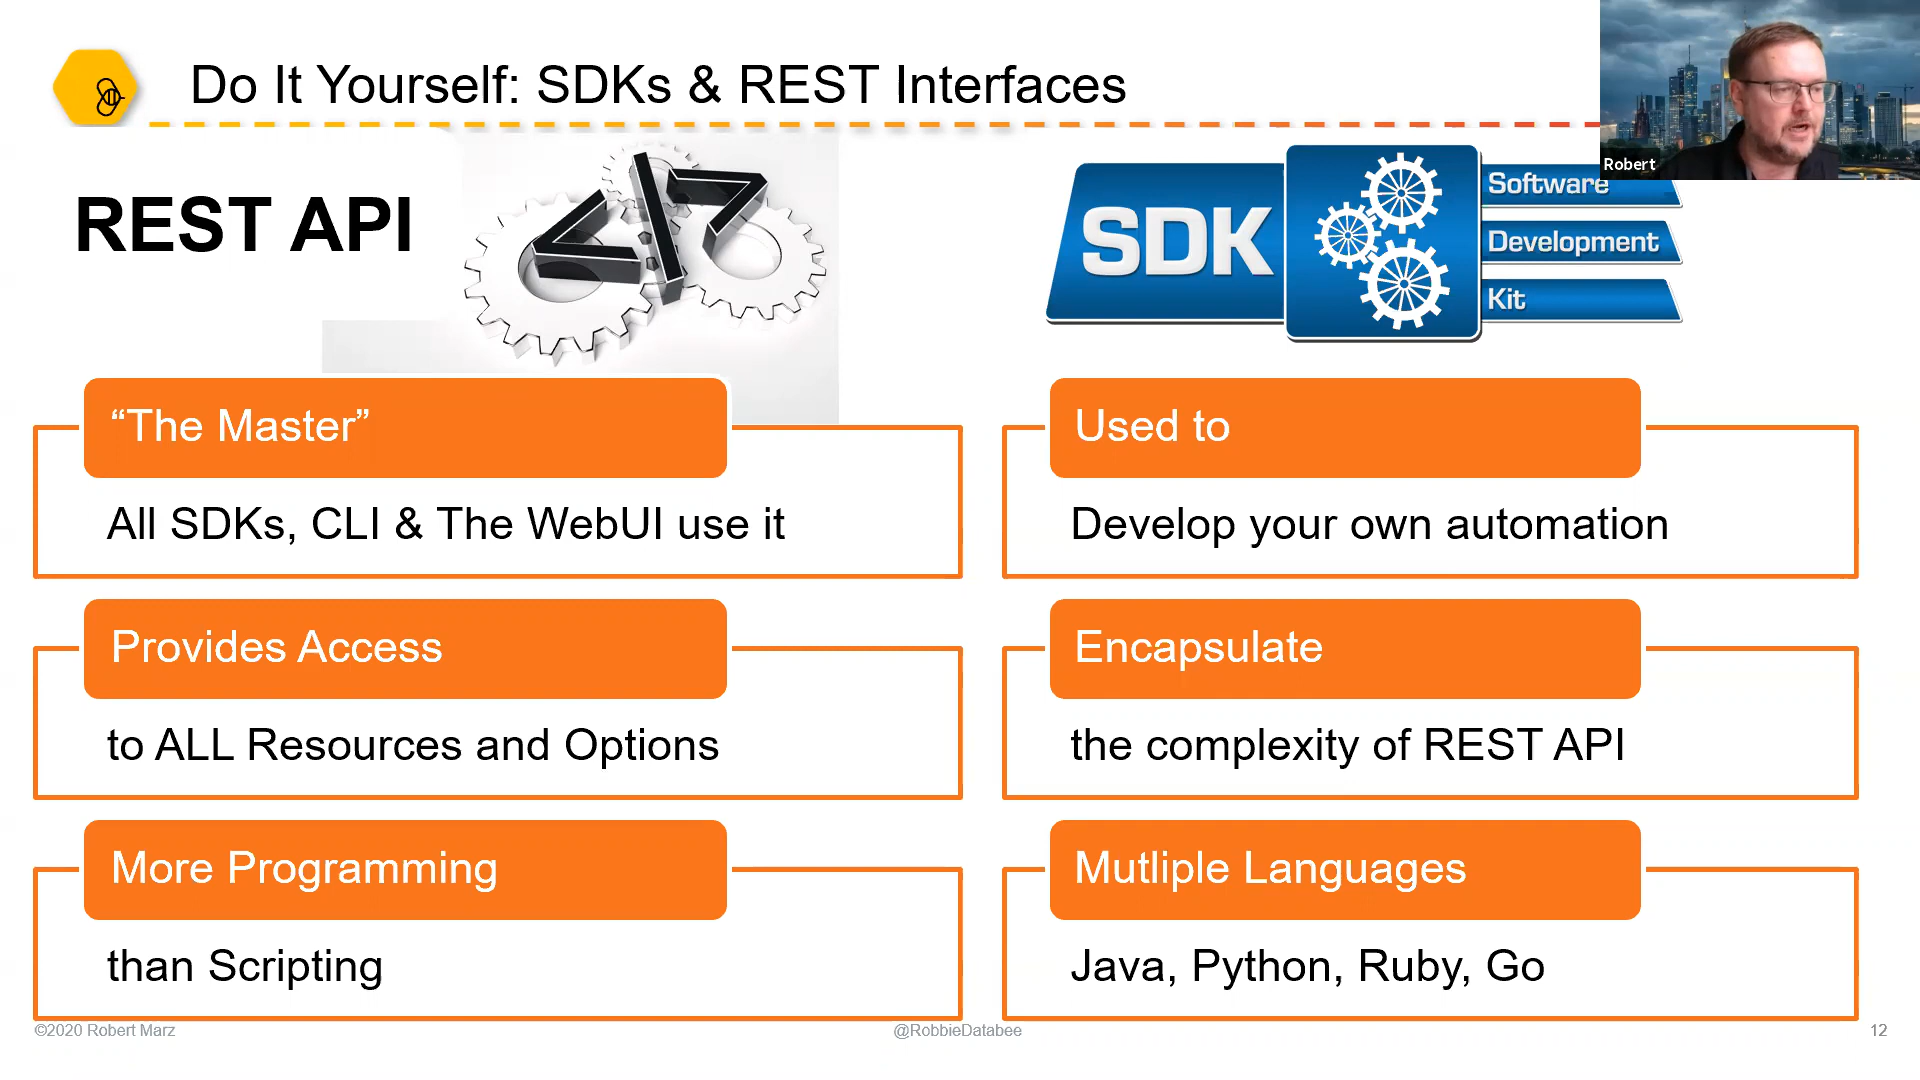 Do It Yourself: SDKs & REST Interfaces
Robert
REST API
SDK
Software
Development
Kit
“The Master”
All SDKs, CLI & The WebUI use it
Provides Access
to ALL Resources and Options
More Programming
than Scripting
Used to
Develop your own automation
Encapsulate
the complexity of REST API
Mutliple Languages
Java, Python, Ruby, Go
©2020 Robert Marz
@RobbieDatabee
12